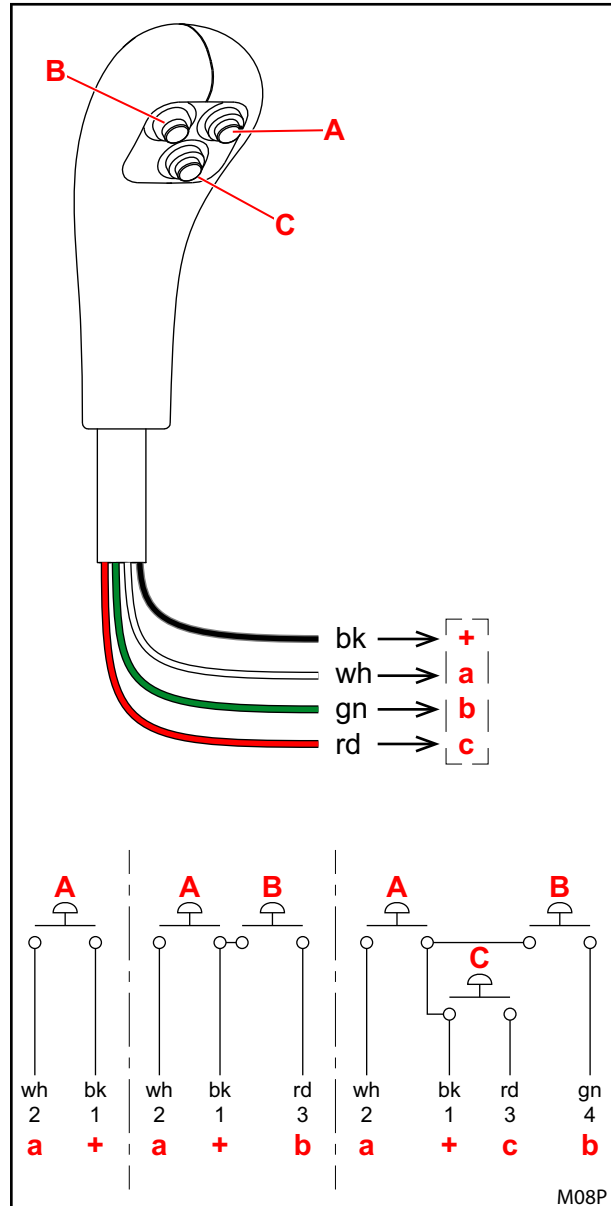 B
A
C
bk +
wh a
gn b
rd c
A A B A B
C
wh bk wh bk rd wh bk rd gn
2 1 2 1 3 2 1 3 4
a + a + b a + c b
M08P